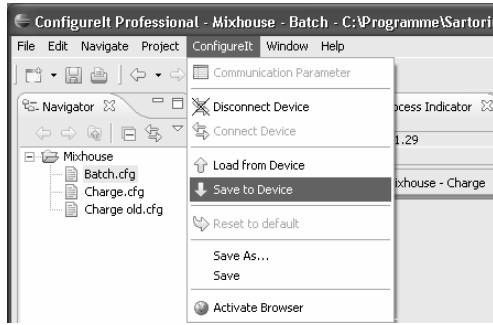 ConfigureIt Professional - Mixhouse - Batch - C:\Programme\Sartori
File Edit Navigate Project ConfigureIt Window Help
Communication Parameter
Navigator
Disconnect Device
ocess Indicator
Connect Device
1.29
Mixhouse
Load from Device
Batch.cfg
Save to Device
ixhouse - Charge
Charge.cfg
Charge old.cfg
Reset to default
Save As...
Save
Activate Browser